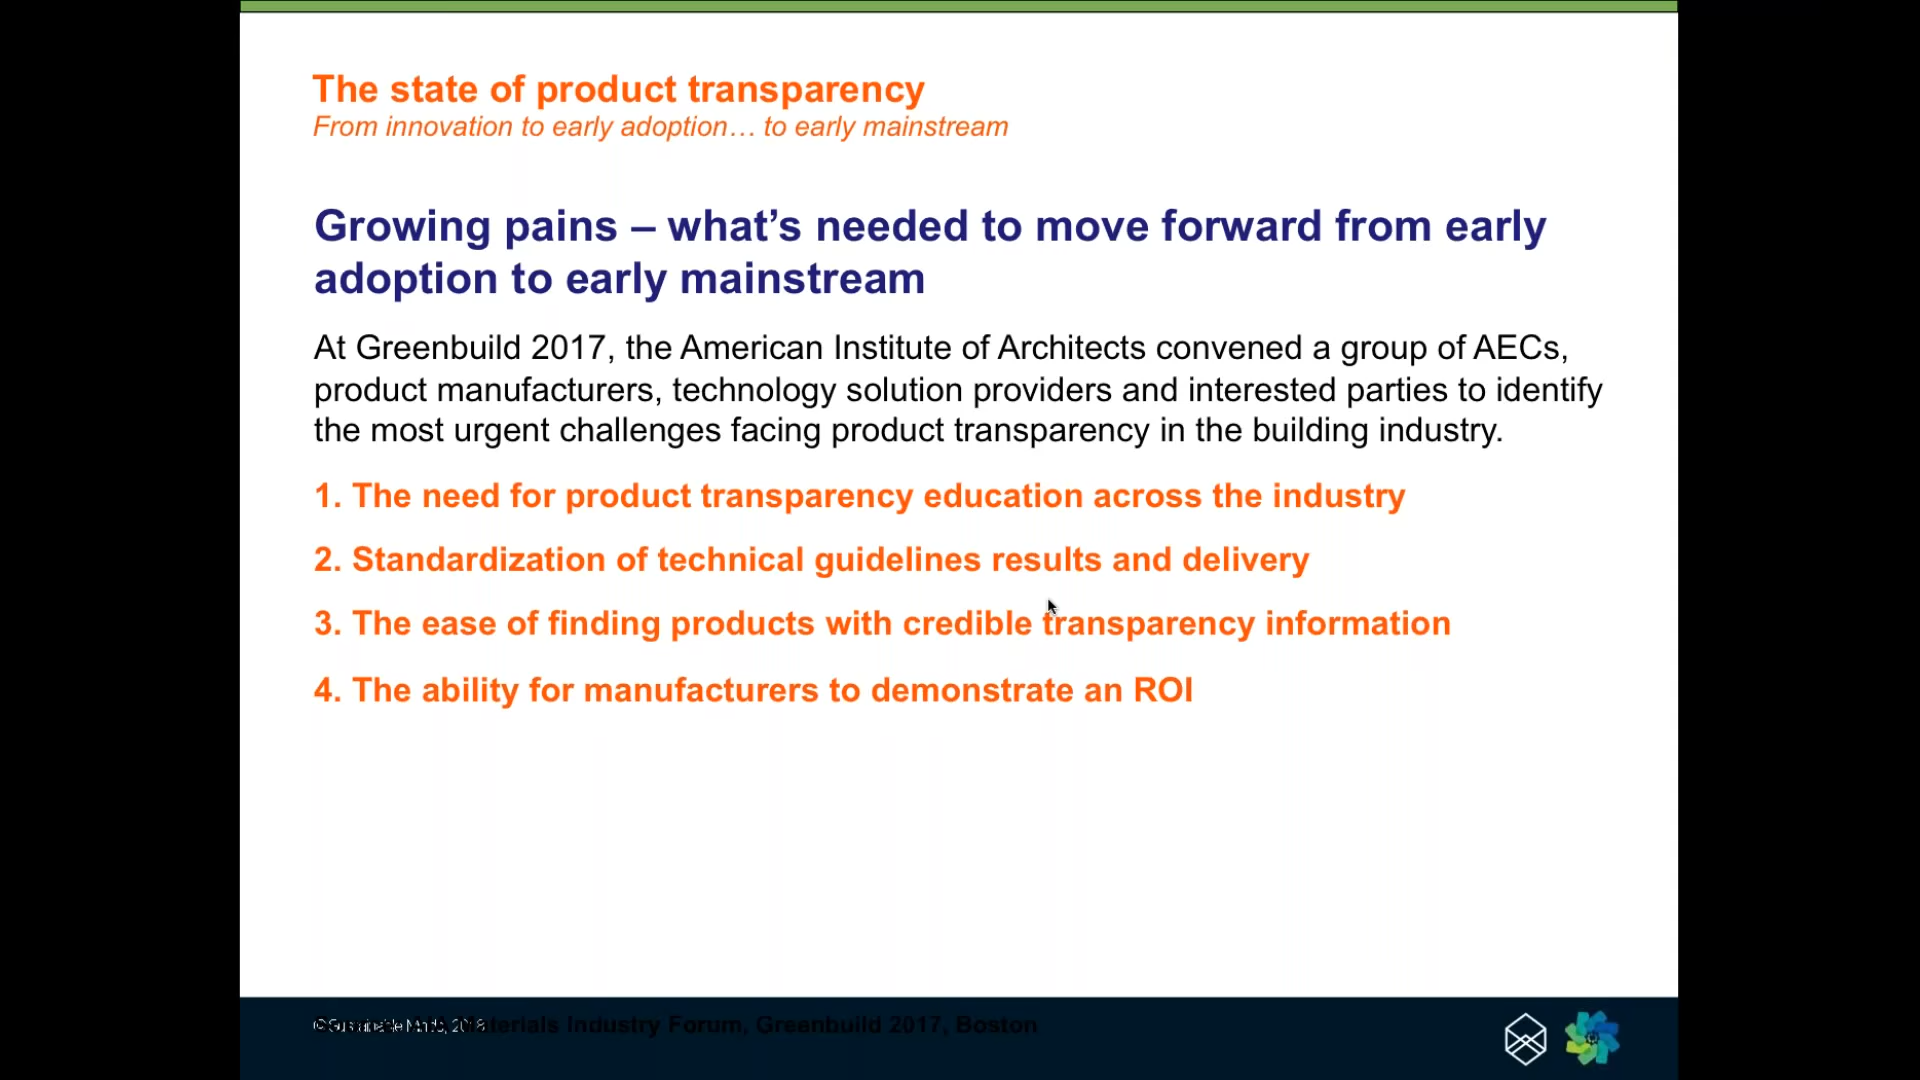 The state of product transparency
From innovation to early adoption… to early mainstream
Growing pains – what’s needed to move forward from early
adoption to early mainstream
At Greenbuild 2017, the American Institute of Architects convened a group of AECs,
product manufacturers, technology solution providers and interested parties to identify
the most urgent challenges facing product transparency in the building industry.
1. The need for product transparency education across the industry
2. Standardization of technical guidelines results and delivery
3. The ease of finding products with credible transparency information
4. The ability for manufacturers to demonstrate an ROI
© Sustainable Minds, 2018
Materials Industry Forum, Greenbuild 2017, Boston